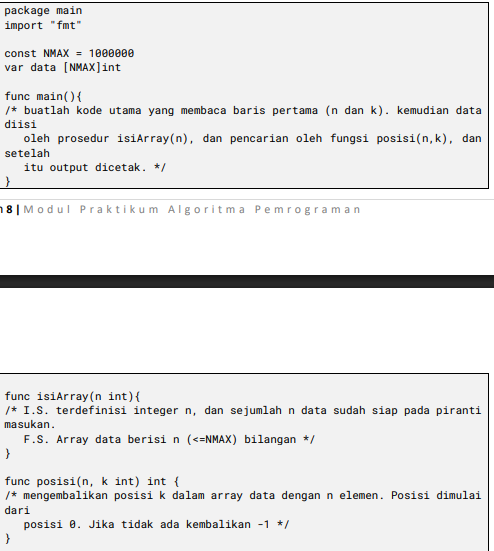 package main
import "fmt"
const NMAX = 1000000
var data [NMAX]int
func main(){
/* buatlah kode utama yang membaca baris pertama (n dan k). kemudian data
diisi
oleh prosedur isiArray(n), dan pencarian oleh fungsi posisi(n,k), dan
setelah
itu output dicetak. */
}
8 | Modul Praktikum Algoritma Pemrograman
func isiArray(n int){
/* I.S. terdefinisi integer n, dan sejumlah n data sudah siap pada piranti
masukan.
F.S. Array data berisi n (<=NMAX) bilangan */
}
func posisi(n, k int) int {
/* mengembalikan posisi k dalam array data dengan n elemen. Posisi dimulai
dari
posisi 0. Jika tidak ada kembalikan -1 */
}